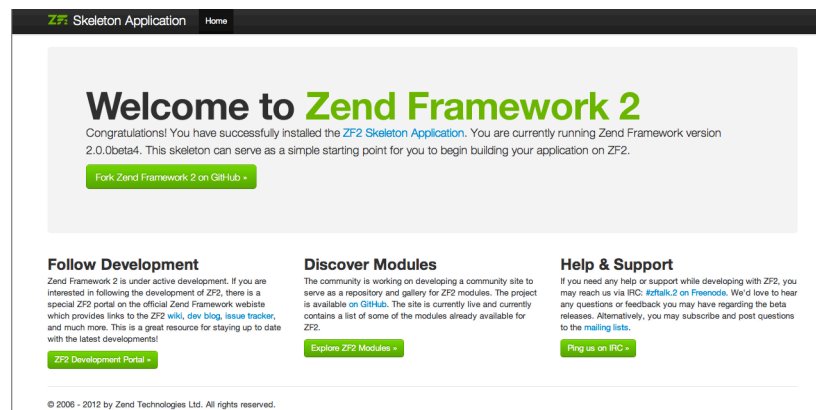 ZF2 Skeleton Application Home
Welcome to Zend Framework 2
Congratulations! You have successfully installed the ZF2 Skeleton Application. You are currently running Zend Framework version
2.0.0beta4. This skeleton can serve as a simple starting point for you to begin building your application on ZF2.
Fork Zend Framework 2 on GitHub »
Follow Development
Zend Framework 2 is under active development. If you are
interested in following the development of ZF2, there is a
special ZF2 portal on the official Zend Framework webiste
which provides links to the ZF2 wiki, dev blog, issue tracker,
and much more. This is a great resource for staying up to date
with the latest developments!
ZF2 Development Portal »
Discover Modules
The community is working on developing a community site to
serve as a repository and gallery for ZF2 modules. The project
is available on GitHub. The site is currently live and currently
contains a list of some of the modules already available for
ZF2.
Explore ZF2 Modules »
Help & Support
If you need any help or support while developing with ZF2, you
may reach us via IRC: #zftalk.2 on Freenode. We'd love to hear
any questions or feedback you may have regarding the beta
releases. Alternatively, you may subscribe and post questions
to the mailing lists.
Ping us on IRC »
© 2006 - 2012 by Zend Technologies Ltd. All rights reserved.